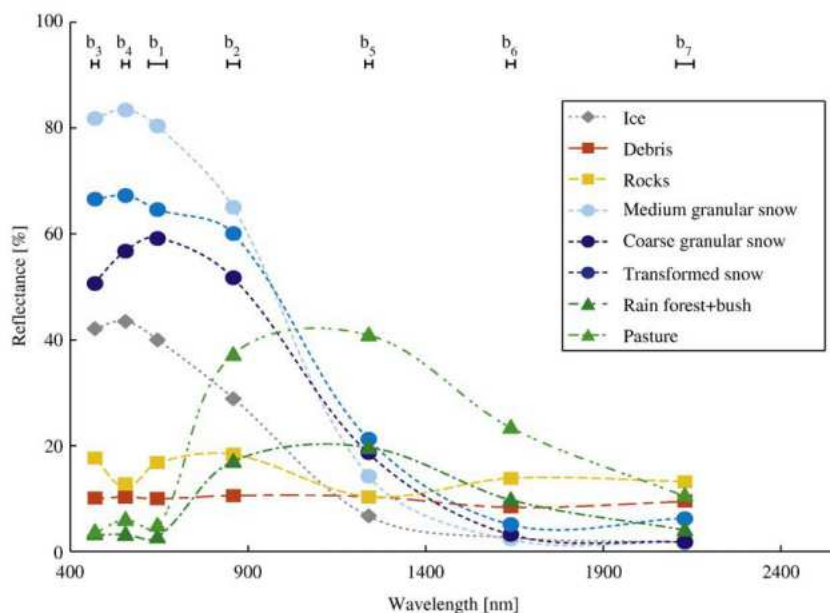 100
80
60
40
20
0
Reflectance [%]
b3 b4 b1 b2 b5 b6 b7
Ice
Debris
Rocks
Medium granular snow
Coarse granular snow
Transformed snow
Rain forest+bush
Pasture
400 900 1400 1900 2400
Wavelength [nm]